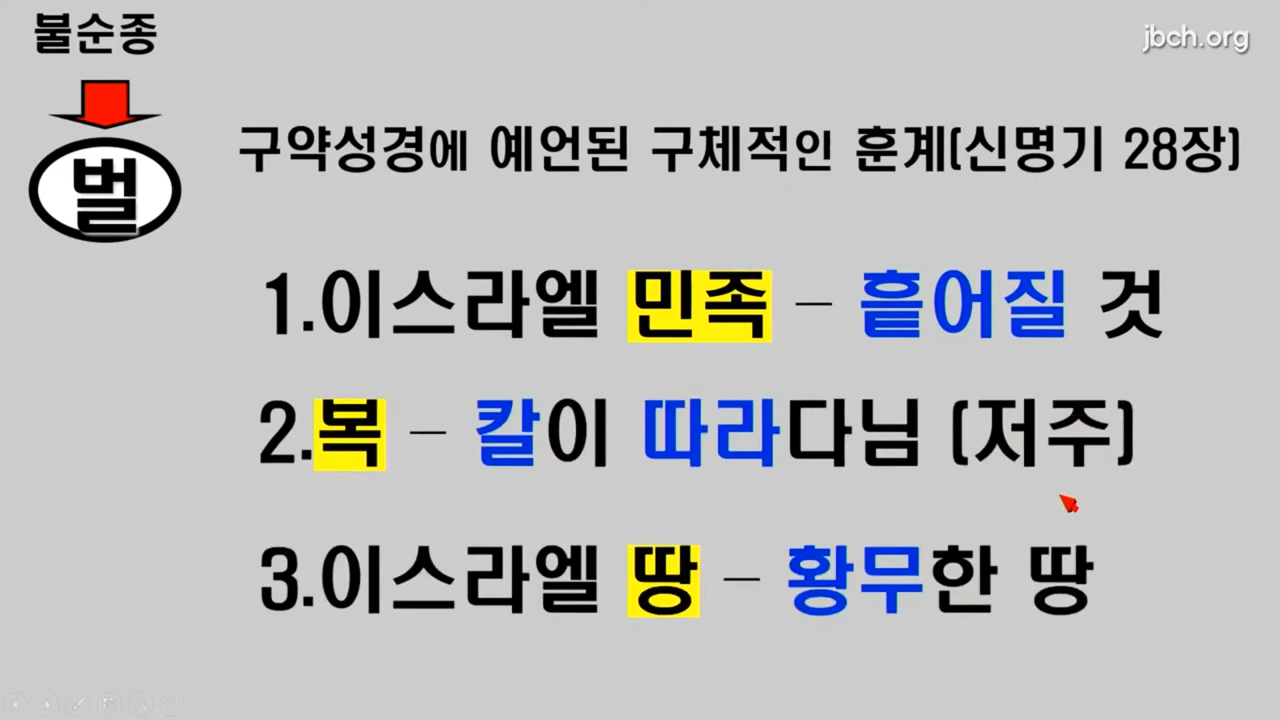 불순종
jbch.org
벌
구약성경에 예언된 구체적인 훈계(신명기 28장)
1.이스라엘 민족 – 흩어질 것
2.복 – 칼이 따라다님 (저주)
3.이스라엘 땅 – 황무한 땅